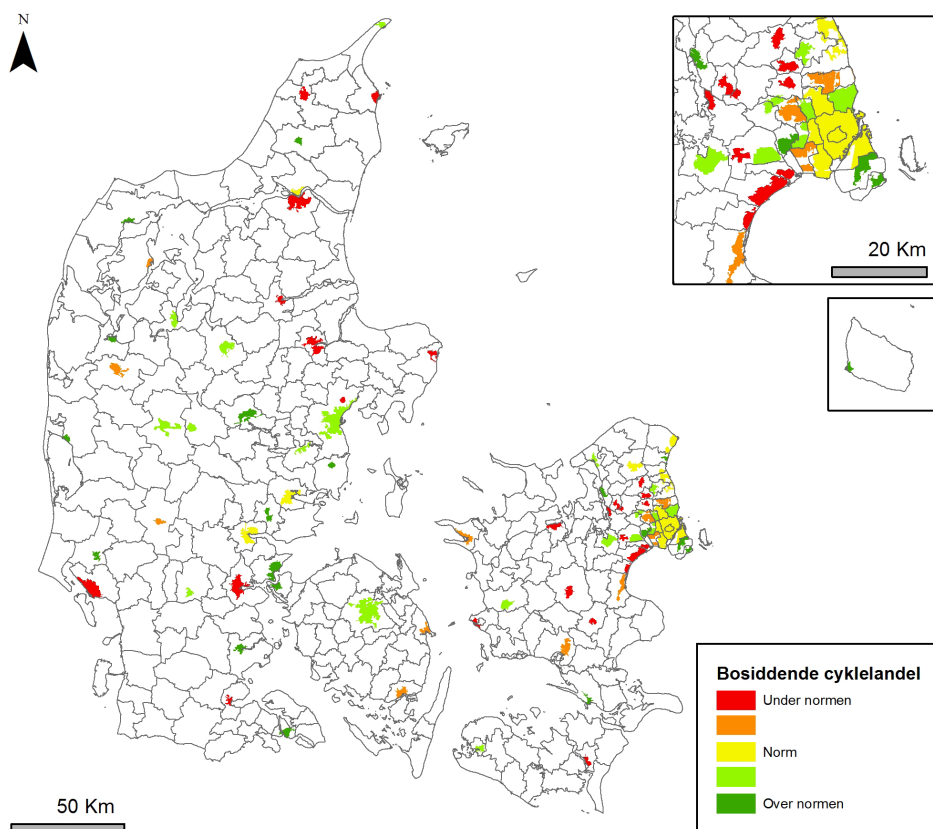 N
20 Km
Bosiddende cyklelandel
Under normen
Norm
Over normen
50 Km